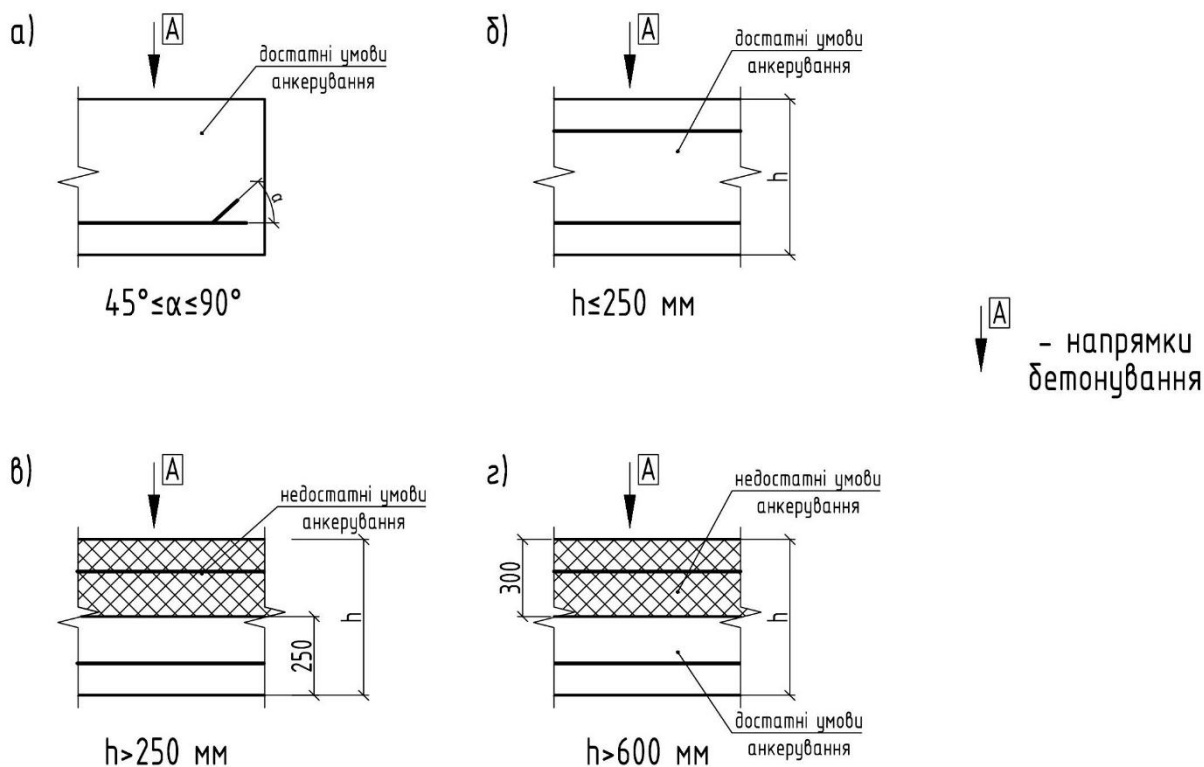 а)
А
достатні умови
анкерування
α
45°≤α≤90°
б)
А
достатні умови
анкерування
h
h≤250 мм
А
- напрямки
бетонування
в)
А
недостатні умови
анкерування
h
250
h>250 мм
г)
А
недостатні умови
анкерування
300
h
достатні умови
анкерування
h>600 мм